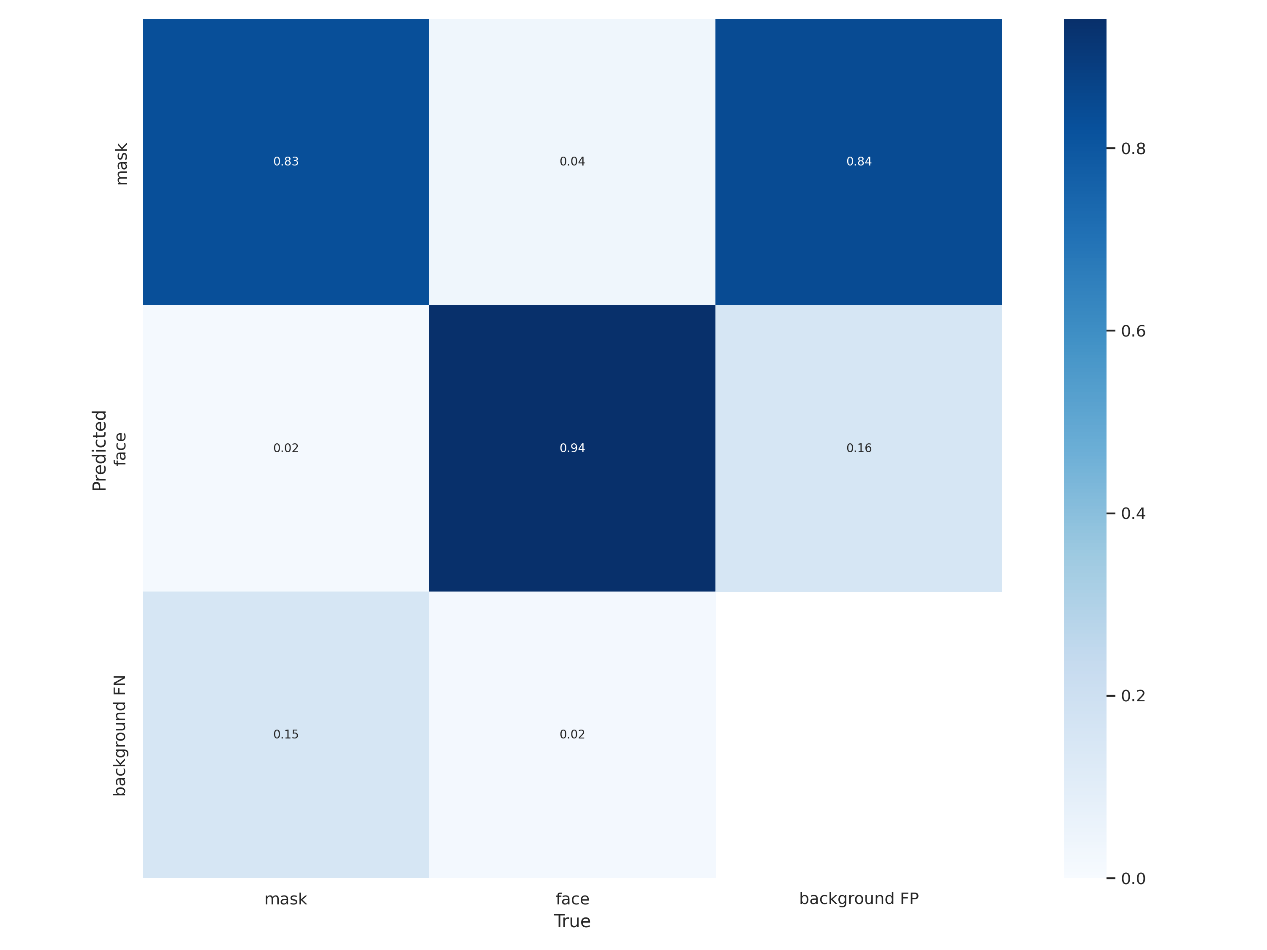 mask
0.83
0.04
0.84
Predicted
face
0.02
0.94
0.16
background FN
0.15
0.02
mask
face
background FP
True
0.8
0.6
0.4
0.2
0.0